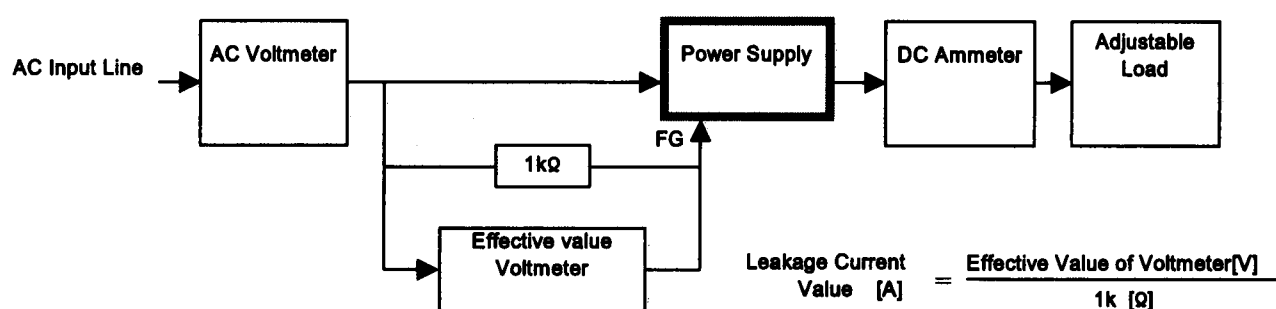 AC Input Line
AC Voltmeter
Power Supply
DC Ammeter
Adjustable
Load
FG
1kΩ
Effective value
Voltmeter
Leakage Current
Value [A]
=
Effective Value of Voltmeter[V]
1k [Ω]